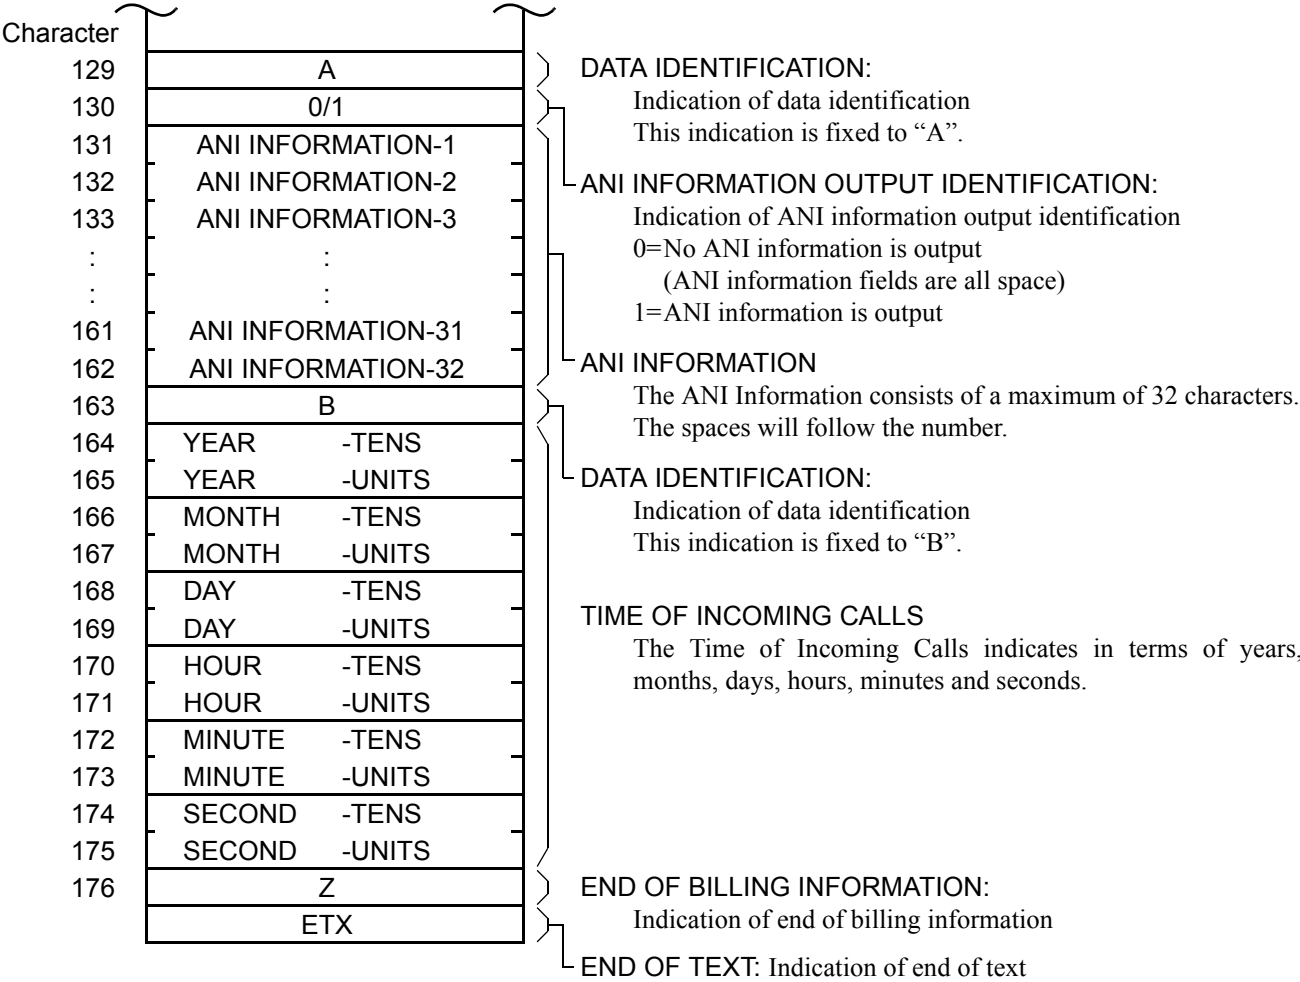 Character
129 A
130 0/1
131 ANI INFORMATION-1
132 ANI INFORMATION-2
133 ANI INFORMATION-3
: :
: :
161 ANI INFORMATION-31
162 ANI INFORMATION-32
163 B
164 YEAR -TENS
165 YEAR -UNITS
166 MONTH -TENS
167 MONTH -UNITS
168 DAY -TENS
169 DAY -UNITS
170 HOUR -TENS
171 HOUR -UNITS
172 MINUTE -TENS
173 MINUTE -UNITS
174 SECOND -TENS
175 SECOND -UNITS
176 Z
ETX
DATA IDENTIFICATION:
Indication of data identification
This indication is fixed to “A”.
ANI INFORMATION OUTPUT IDENTIFICATION:
Indication of ANI information output identification
0=No ANI information is output
(ANI information fields are all space)
1=ANI information is output
ANI INFORMATION
The ANI Information consists of a maximum of 32 characters.
The spaces will follow the number.
DATA IDENTIFICATION:
Indication of data identification
This indication is fixed to “B”.
TIME OF INCOMING CALLS
The Time of Incoming Calls indicates in terms of years,
months, days, hours, minutes and seconds.
END OF BILLING INFORMATION:
Indication of end of billing information
END OF TEXT: Indication of end of text